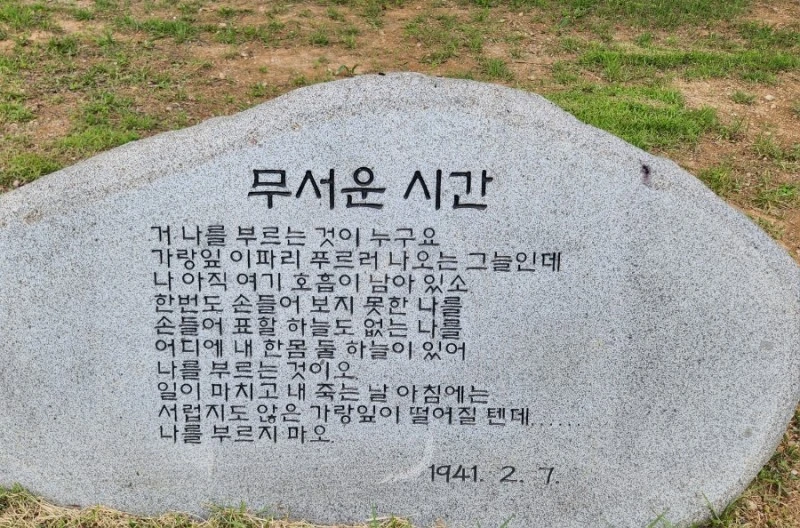 무서운 시간
거 나를 부르는 것이 누구요
가랑잎 이파리 푸르러 나오는 그늘인데
나 아직 여기 호흡이 남아 있소
한번도 손들어 보지 못한 나를
손들어 표할 하늘도 없는 나를
어디에 내 한몸 둘 하늘이 있어
나를 부르는 것이오
일이 마치고 내 죽는 날 아침에는
서럽지도 않은 가랑잎이 떨어질 텐데......
나를 부르지 마오.
1941. 2. 7.